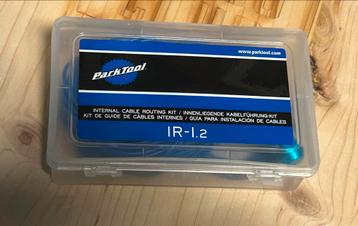 www.parktool.com
ParkTool
INTERNAL CABLE ROUTING KIT / INNENLIEGENDE KABELFÜHRUNG-KIT
KIT DE GUIDE DE CÂBLES INTERNES / GUÍA PARA INSTALACIÓN DE CABLES
IR-1.2